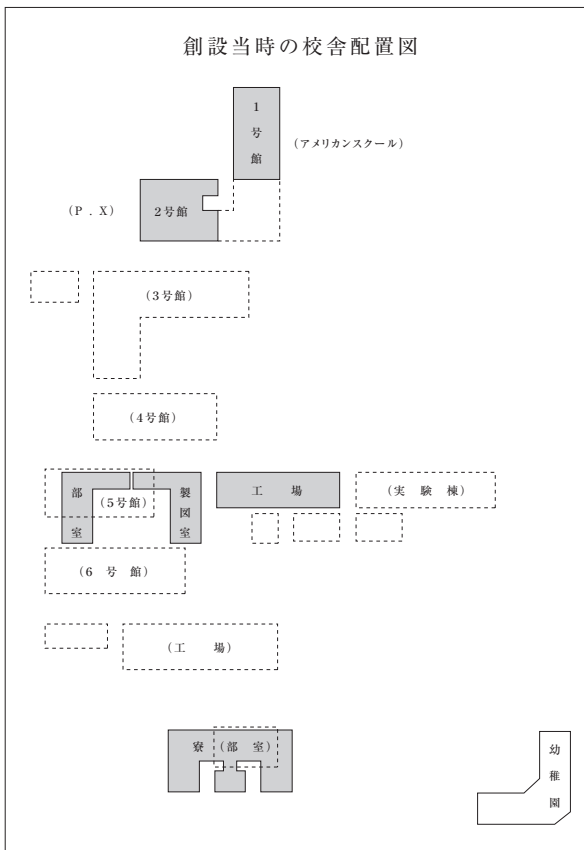 創設当時の校舎配置図
1号館
(アメリカンスクール)
(P.X)
2号館
(3号館)
(4号館)
部室
(5号館)
製図室
工場
(実験棟)
(6号館)
(工場)
寮
(部室)
幼稚園